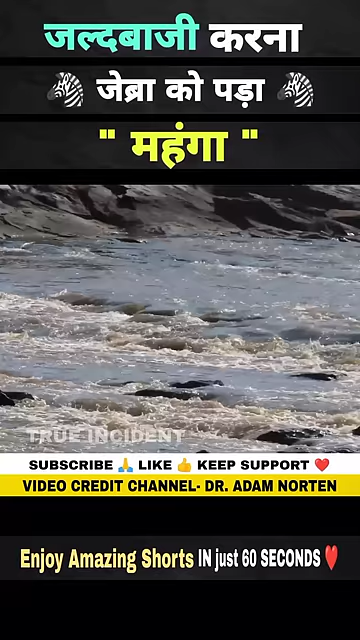 जल्दबाजी करना
🦓 जेब्रा को पड़ा 🦓
" महंगा "
TRUE INCIDENT
SUBSCRIBE 🙏 LIKE 👍 KEEP SUPPORT ❤️
VIDEO CREDIT CHANNEL- DR. ADAM NORTEN
Enjoy Amazing Shorts IN just 60 SECONDS❤️